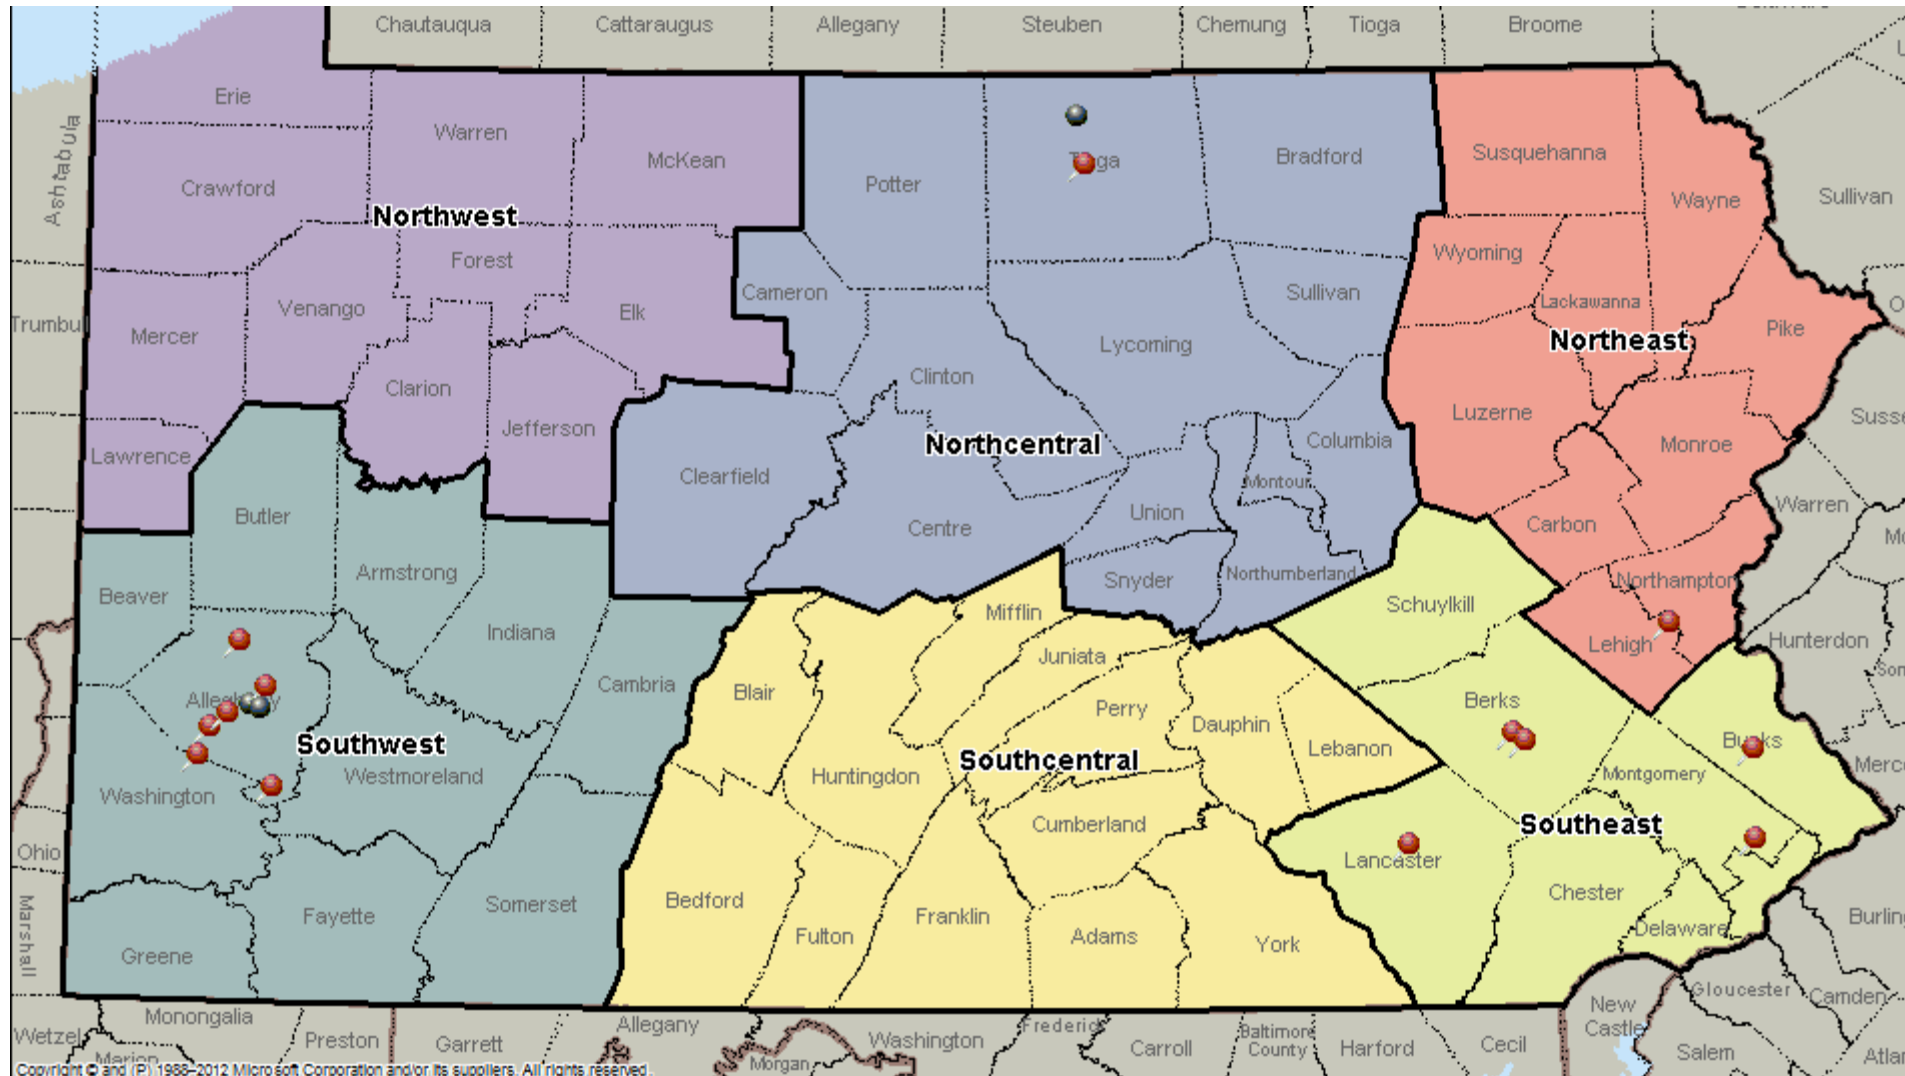 Chautauqua
Cattaraugus
Allegany
Steuben
Chemung
Tioga
Broome
Erie
Warren
McKean
Ashtabula
Crawford
Northwest
Potter
Bradford
Susquehanna
Wayne
Sullivan
Forest
Wyoming
Venango
Cameron
Sullivan
Lackawanna
Elk
Mercer
Lycoming
Northeast
Pike
Clarion
Clinton
Luzerne
Jefferson
Northcentral
Columbia
Monroe
Lawrence
Clearfield
Montour
Warren
Butler
Centre
Union
Carbon
Beaver
Armstrong
Snyder
Northumberland
Northampton
Schuylkill
Indiana
Mifflin
Lehigh
Hunterdon
Juniata
Cambria
Blair
Perry
Dauphin
Berks
Southwest
Lebanon
Westmoreland
Huntingdon
Southcentral
Montgomery
Washington
Cumberland
Southeast
Ohio
Lancaster
Chester
Marshall
Fayette
Somerset
Bedford
Fulton
Franklin
Adams
York
Delaware
Greene
Monongalia
Wetzel
Marion
Preston
Garrett
Allegany
Morgan
Washington
Frederick
Carroll
Baltimore
County
Harford
Cecil
New
Castle
Gloucester
Camden
Salem
Copyright © and (P) 1988–2012 Microsoft Corporation and/or its suppliers. All rights reserved.